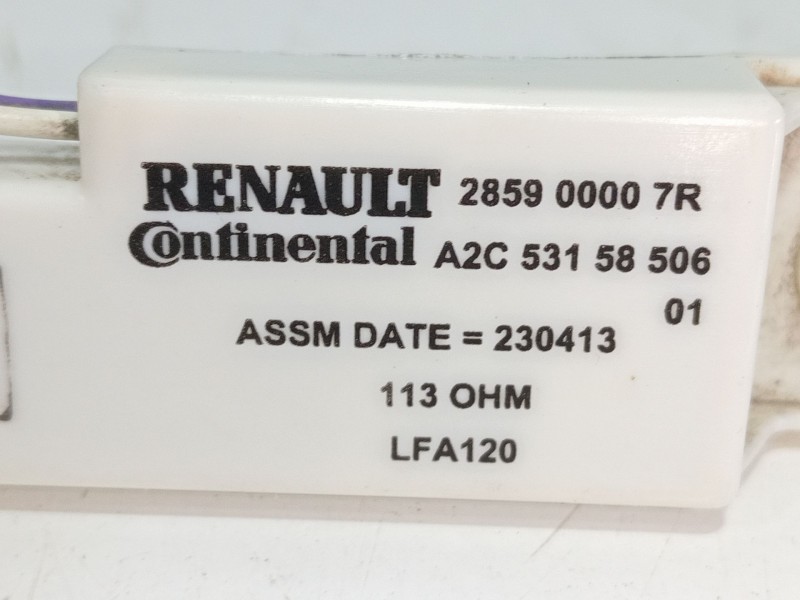 RENAULT 2859 0000 7R
Continental A2C 531 58 506
01
ASSM DATE = 230413
113 OHM
LFA120